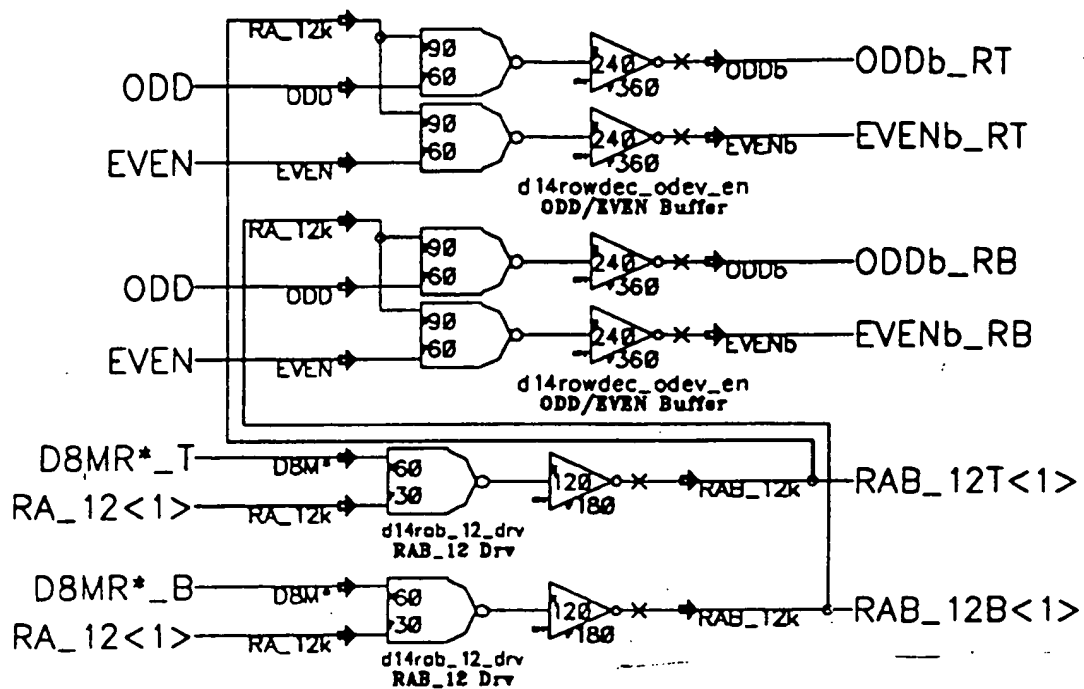 RA_12k
90 240 ODDb ODDb_RT
ODD ODD 60 360
90 240 EVENb EVENb_RT
EVEN EVEN 60 360
d14rowdec_odev_en
ODD/EVEN Buffer
RA_12k
90 240 ODDb ODDb_RB
ODD ODD 60 360
90 240 EVENb EVENb_RB
EVEN EVEN 60 360
d14rowdec_odev_en
ODD/EVEN Buffer
D8MR*_T D8M* 60 120 RAB_12k RAB_12T<1>
RA_12<1> RA_12k 30 180
d14rab_12_drv
RAB_12 Drv
D8MR*_B D8M* 60 120 RAB_12k RAB_12B<1>
RA_12<1> RA_12k 30 180
d14rab_12_drv
RAB_12 Drv